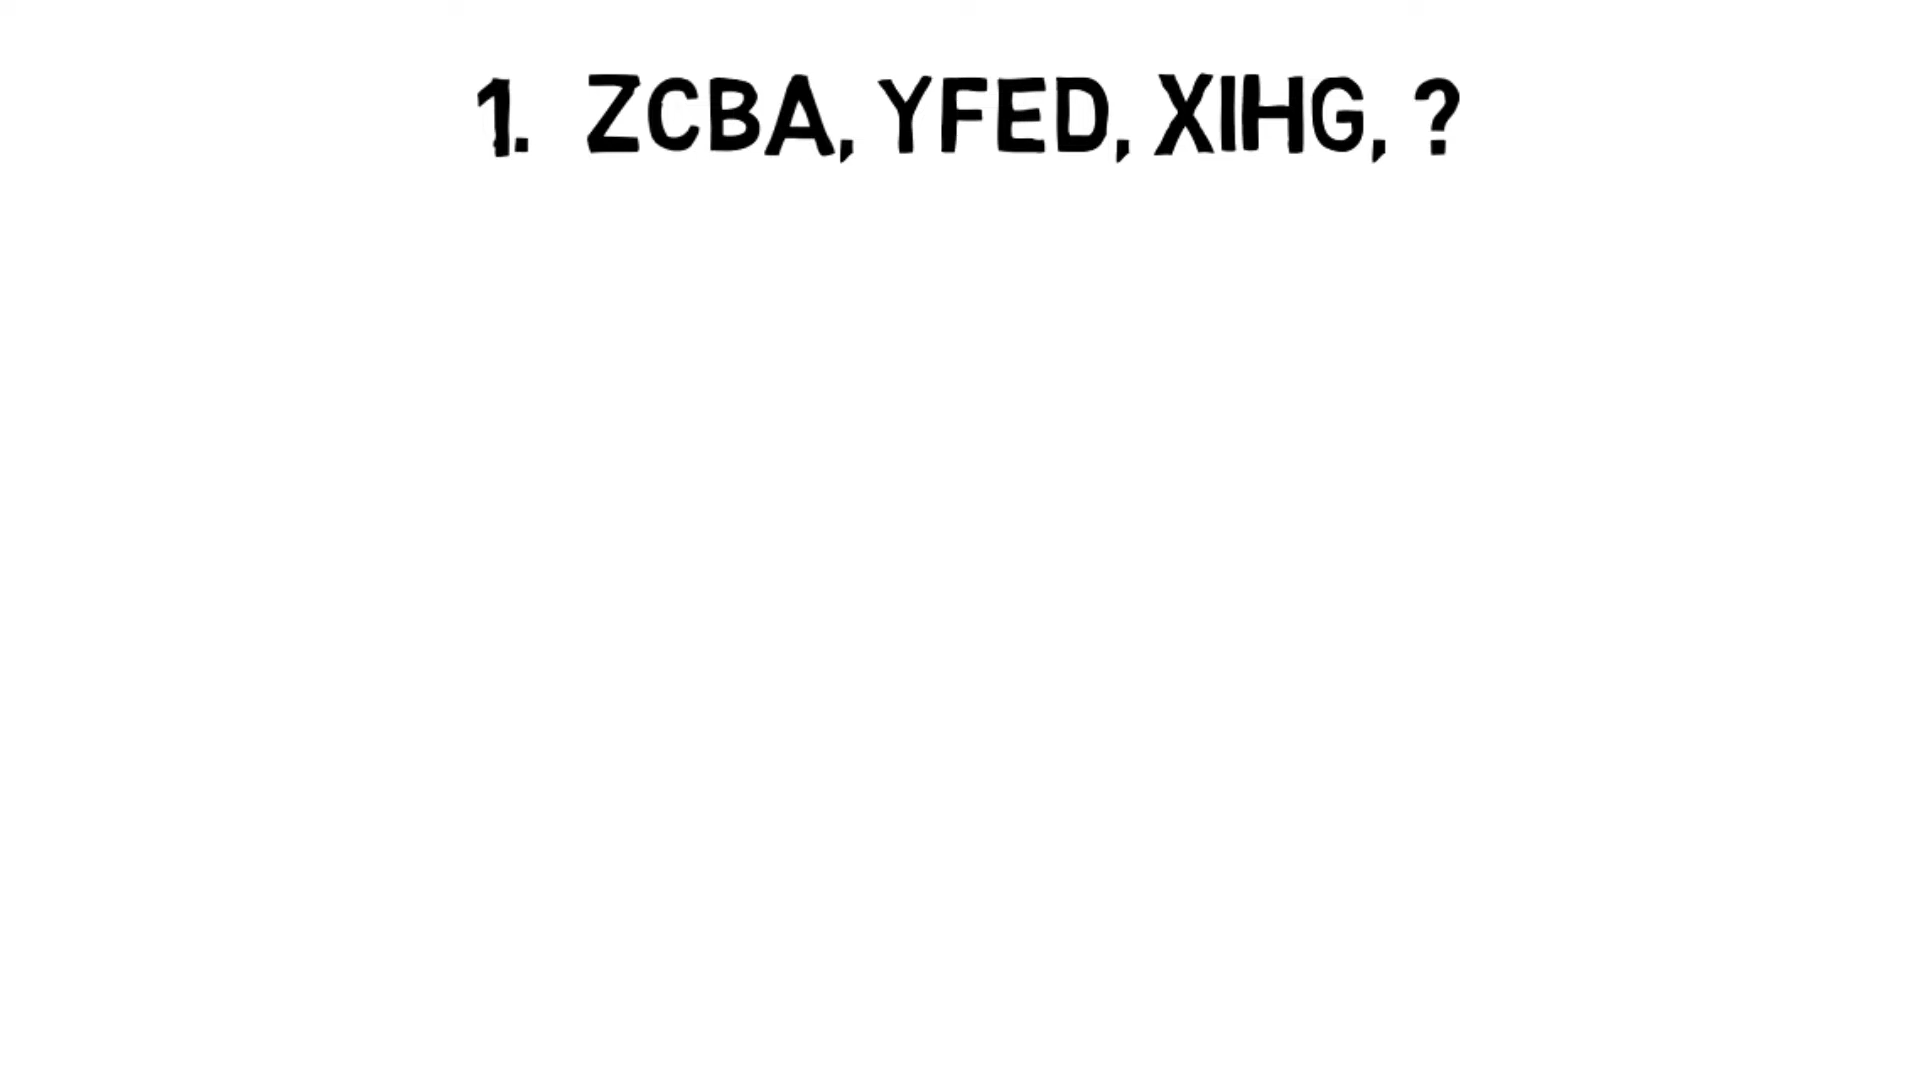 1. ZCBA, YFED, XIHG, ?